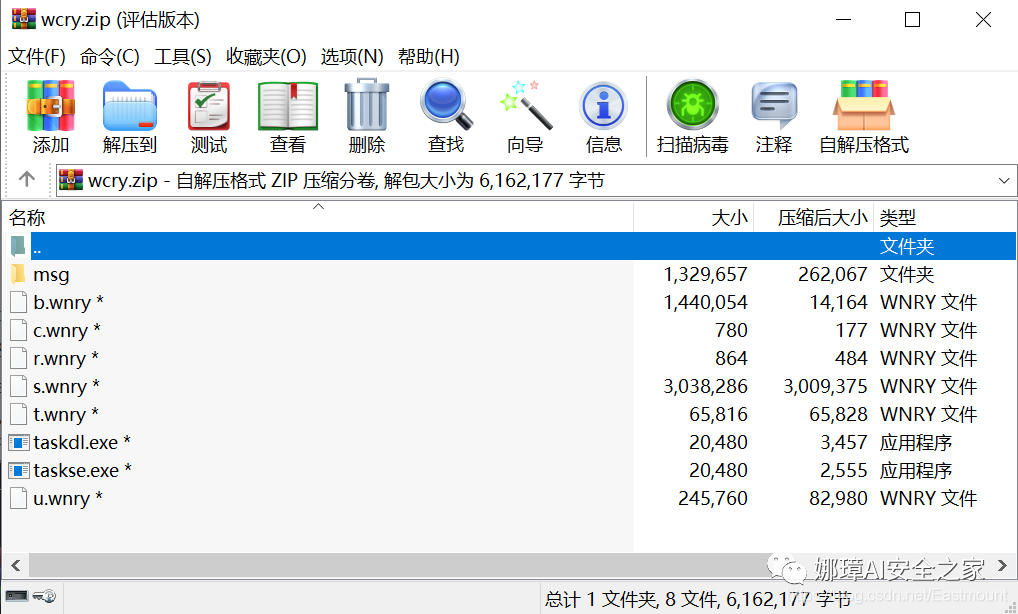 wcry.zip (评估版本)
文件(F) 命令(C) 工具(S) 收藏夹(O) 选项(N) 帮助(H)
添加 解压到 测试 查看 删除 查找 向导 信息 扫描病毒 注释 自解压格式
wcry.zip - 自解压格式 ZIP 压缩分卷, 解包大小为 6,162,177 字节
名称 大小 压缩后大小 类型
.. 文件夹
msg 1,329,657 262,067 文件夹
b.wnry * 1,440,054 14,164 WNRY 文件
c.wnry * 780 177 WNRY 文件
r.wnry * 864 484 WNRY 文件
s.wnry * 3,038,286 3,009,375 WNRY 文件
t.wnry * 65,816 65,828 WNRY 文件
taskdl.exe * 20,480 3,457 应用程序
taskse.exe * 20,480 2,555 应用程序
u.wnry * 245,760 82,980 WNRY 文件
娜璋AI安全之家
总计 1 文件夹, 8 文件, 6,162,177 字节
blog.csdn.net/Eastmount